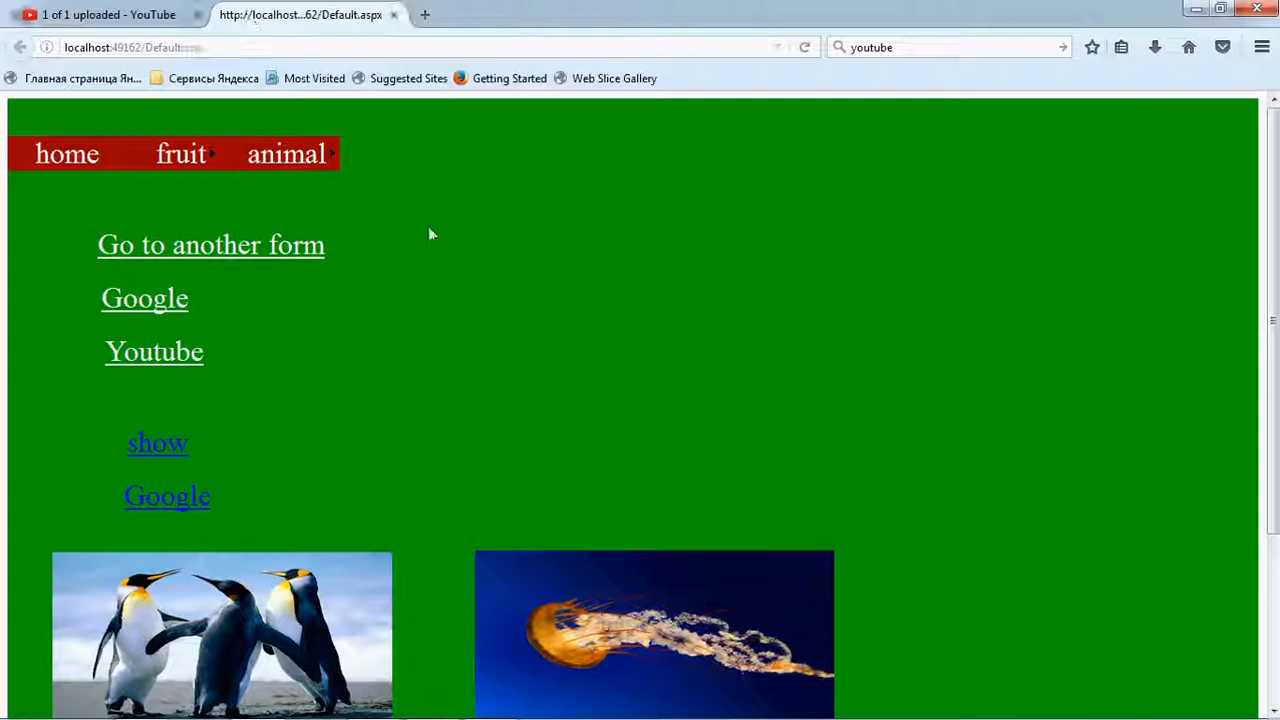 1 of 1 uploaded - YouTube
http://localhost...62/Default.aspx
localhost:49162/Default
youtube
Главная страница Ян...
Сервисы Яндекса
Most Visited
Suggested Sites
Getting Started
Web Slice Gallery
home fruit animal
Go to another form
Google
Youtube
show
Google